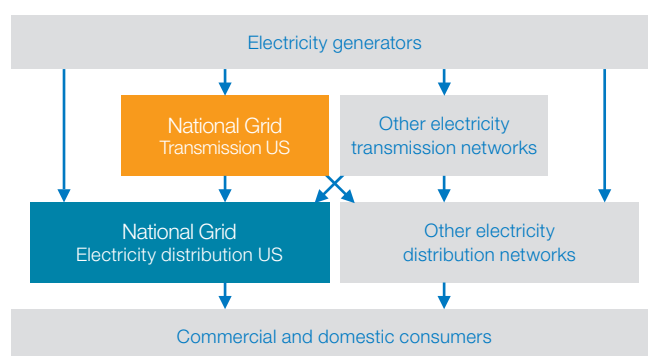 Electricity generators
National Grid
Transmission US
Other electricity
transmission networks
National Grid
Electricity distribution US
Other electricity
distribution networks
Commercial and domestic consumers